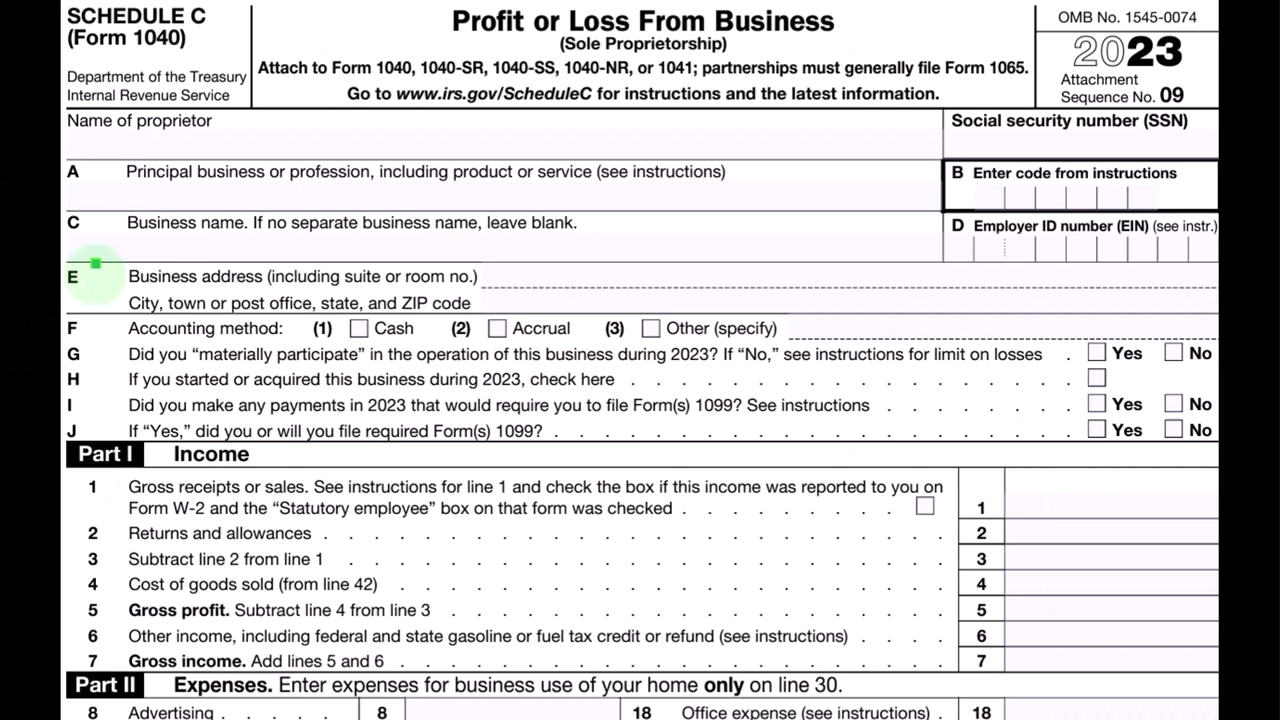 SCHEDULE C
(Form 1040)
Department of the Treasury
Internal Revenue Service
Profit or Loss From Business
(Sole Proprietorship)
Attach to Form 1040, 1040-SR, 1040-SS, 1040-NR, or 1041; partnerships must generally file Form 1065.
Go to www.irs.gov/ScheduleC for instructions and the latest information.
OMB No. 1545-0074
2023
Attachment
Sequence No. 09
Name of proprietor
Social security number (SSN)
A Principal business or profession, including product or service (see instructions)
B Enter code from instructions
C Business name. If no separate business name, leave blank.
D Employer ID number (EIN) (see instr.)
E Business address (including suite or room no.)
City, town or post office, state, and ZIP code
F Accounting method: (1) Cash (2) Accrual (3) Other (specify)
G Did you “materially participate” in the operation of this business during 2023? If “No,” see instructions for limit on losses . Yes No
H If you started or acquired this business during 2023, check here . . . . . . . . . . . . . . . . . .
I Did you make any payments in 2023 that would require you to file Form(s) 1099? See instructions . . . . . . . Yes No
J If “Yes,” did you or will you file required Form(s) 1099? . . . . . . . . . . . . . . . . . . . . . Yes No
Part I Income
1 Gross receipts or sales. See instructions for line 1 and check the box if this income was reported to you on
Form W-2 and the “Statutory employee” box on that form was checked . . . . . . . . . 1
2 Returns and allowances . . . . . . . . . . . . . . . . . . . . . . . . . 2
3 Subtract line 2 from line 1 . . . . . . . . . . . . . . . . . . . . . . . . 3
4 Cost of goods sold (from line 42) . . . . . . . . . . . . . . . . . . . . . . 4
5 Gross profit. Subtract line 4 from line 3 . . . . . . . . . . . . . . . . . . . . 5
6 Other income, including federal and state gasoline or fuel tax credit or refund (see instructions) . . . . 6
7 Gross income. Add lines 5 and 6 . . . . . . . . . . . . . . . . . . . . . . 7
Part II Expenses. Enter expenses for business use of your home only on line 30.
8 Advertising . . . . . 8
18 Office expense (see instructions) . 18